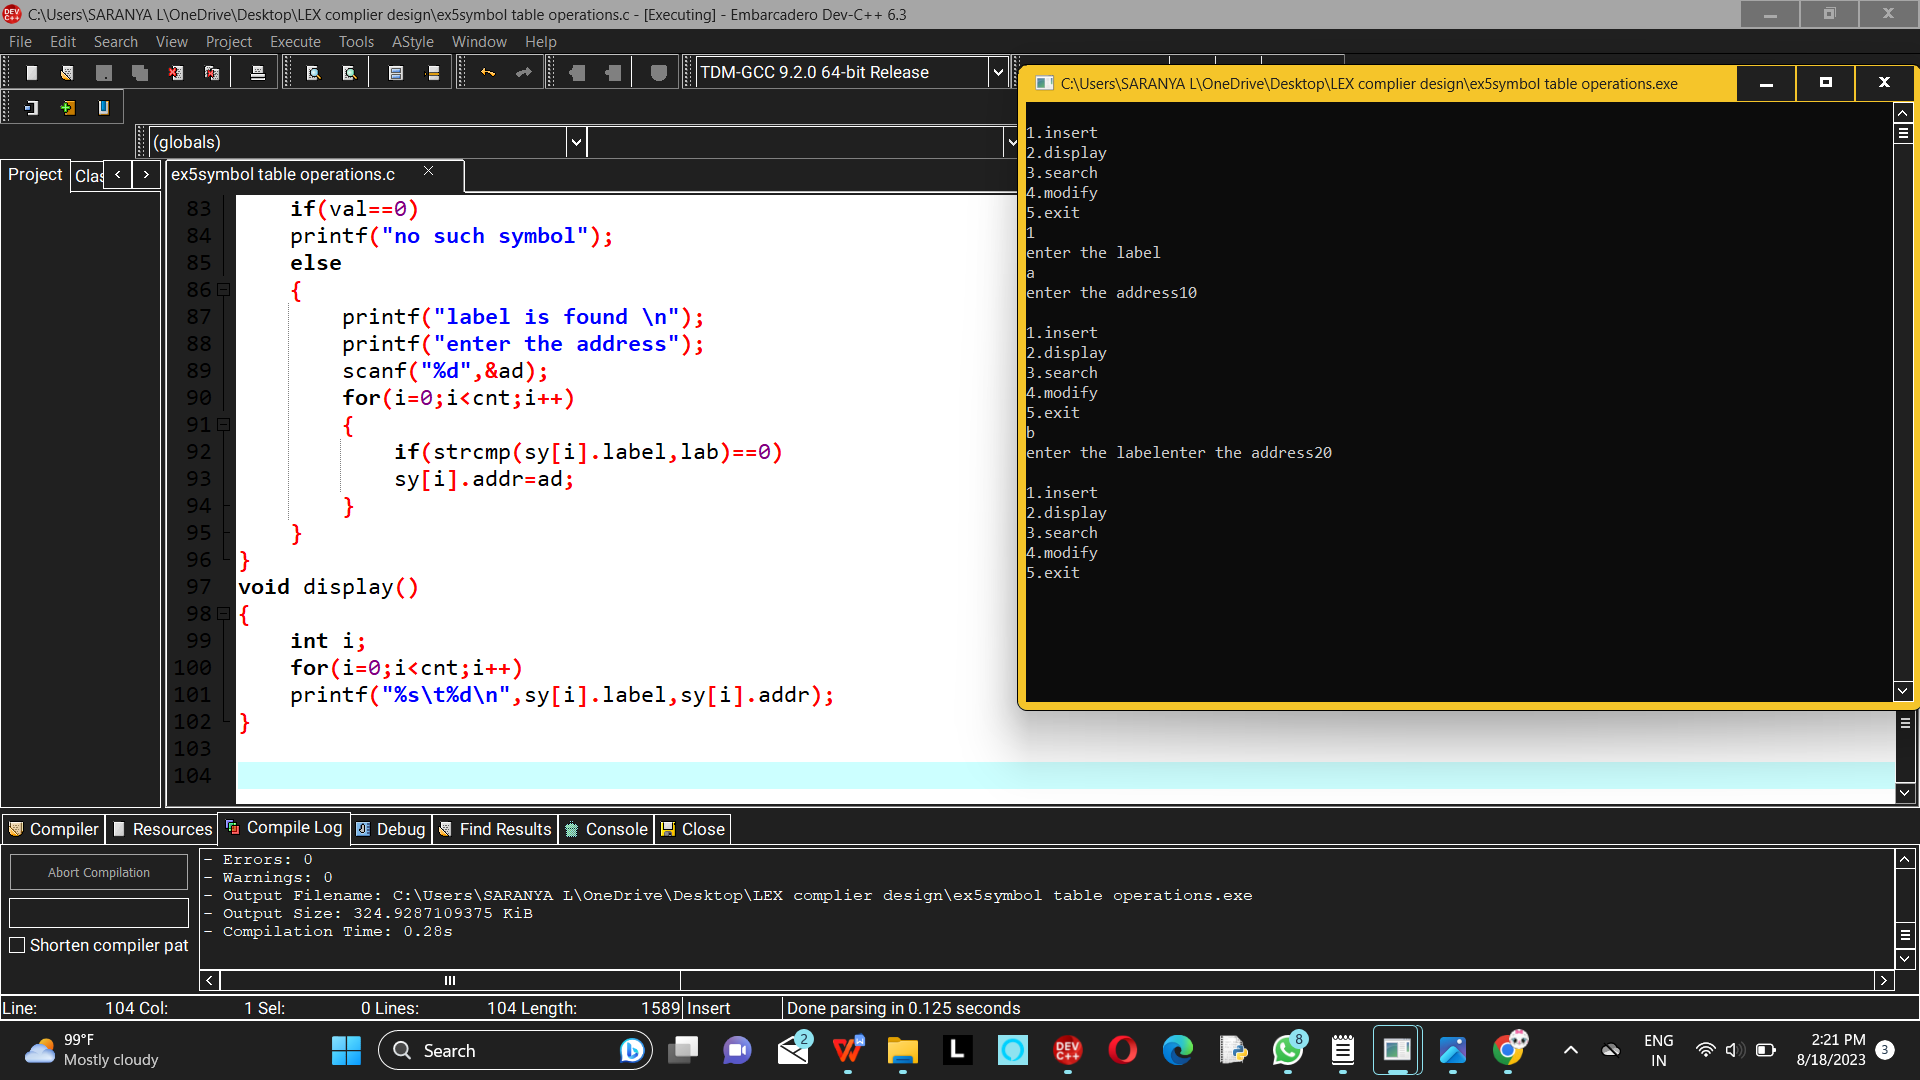 C:\Users\SARANYA L\OneDrive\Desktop\LEX complier design\ex5symbol table operations.c - [Executing] - Embarcadero Dev-C++ 6.3
File Edit Search View Project Execute Tools AStyle Window Help
TDM-GCC 9.2.0 64-bit Release
(globals)
Project Clas
ex5symbol table operations.c
83 if(val==0)
84 printf("no such symbol");
85 else
86 {
87 printf("label is found \n");
88 printf("enter the address");
89 scanf("%d",&ad);
90 for(i=0;i<cnt;i++)
91 {
92 if(strcmp(sy[i].label,lab)==0)
93 sy[i].addr=ad;
94 }
95 }
96 }
97 void display()
98 {
99 int i;
100 for(i=0;i<cnt;i++)
101 printf("%s\t%d\n",sy[i].label,sy[i].addr);
102 }
103
104
C:\Users\SARANYA L\OneDrive\Desktop\LEX complier design\ex5symbol table operations.exe
1.insert
2.display
3.search
4.modify
5.exit
1
enter the label
a
enter the address10
1.insert
2.display
3.search
4.modify
5.exit
b
enter the labelenter the address20
1.insert
2.display
3.search
4.modify
5.exit
Compiler Resources Compile Log Debug Find Results Console Close
Abort Compilation
Shorten compiler pat
- Errors: 0
- Warnings: 0
- Output Filename: C:\Users\SARANYA L\OneDrive\Desktop\LEX complier design\ex5symbol table operations.exe
- Output Size: 324.9287109375 KiB
- Compilation Time: 0.28s
Line: 104 Col: 1 Sel: 0 Lines: 104 Length: 1589 Insert Done parsing in 0.125 seconds
99°F
Mostly cloudy
Search
2
L
DEV C++
8
ENG
IN
2:21 PM
8/18/2023
3